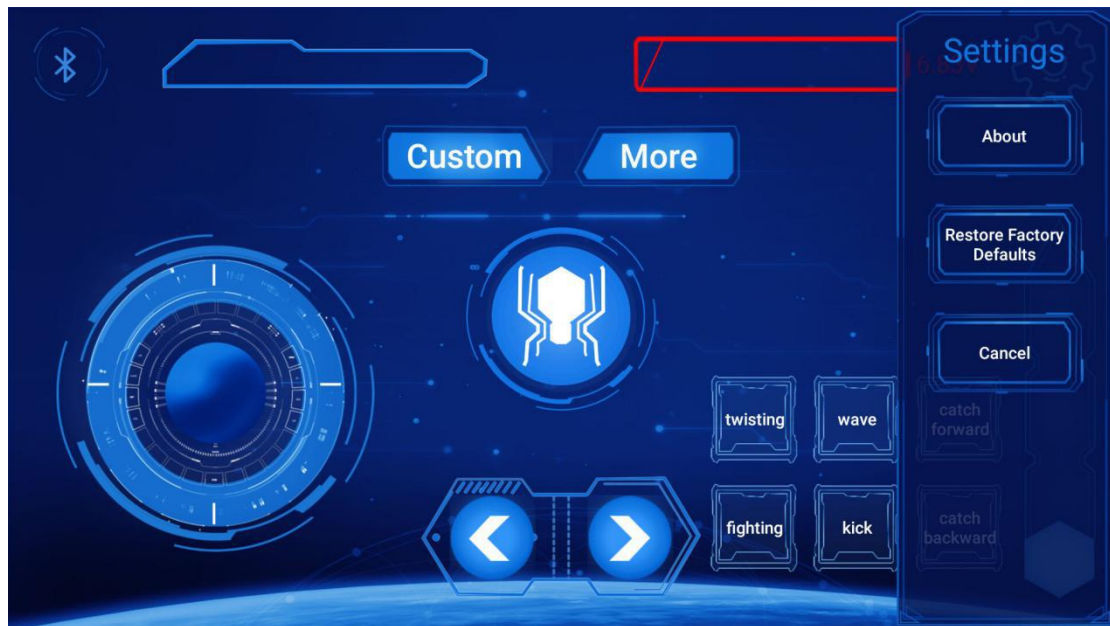 Settings
Custom
More
About
Restore Factory
Defaults
Cancel
twisting
wave
catch
forward
fighting
kick
catch
backward